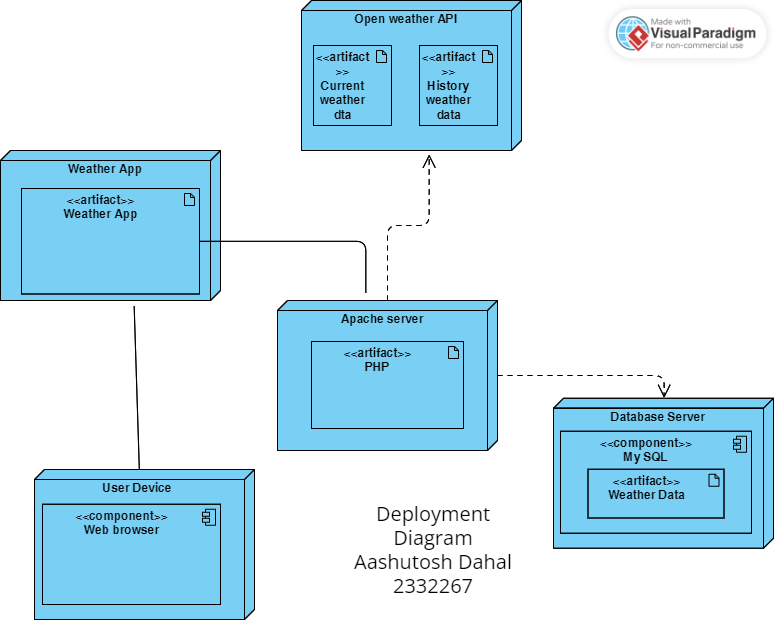 Made with
VisualParadigm
For non-commercial use
Open weather API
<<artifact
>>
Current
weather
dta
<<artifact
>>
History
weather
data
Weather App
<<artifact>>
Weather App
Apache server
<<artifact>>
PHP
Database Server
<<component>>
My SQL
<<artifact>>
Weather Data
User Device
<<component>>
Web browser
Deployment
Diagram
Aashutosh Dahal
2332267